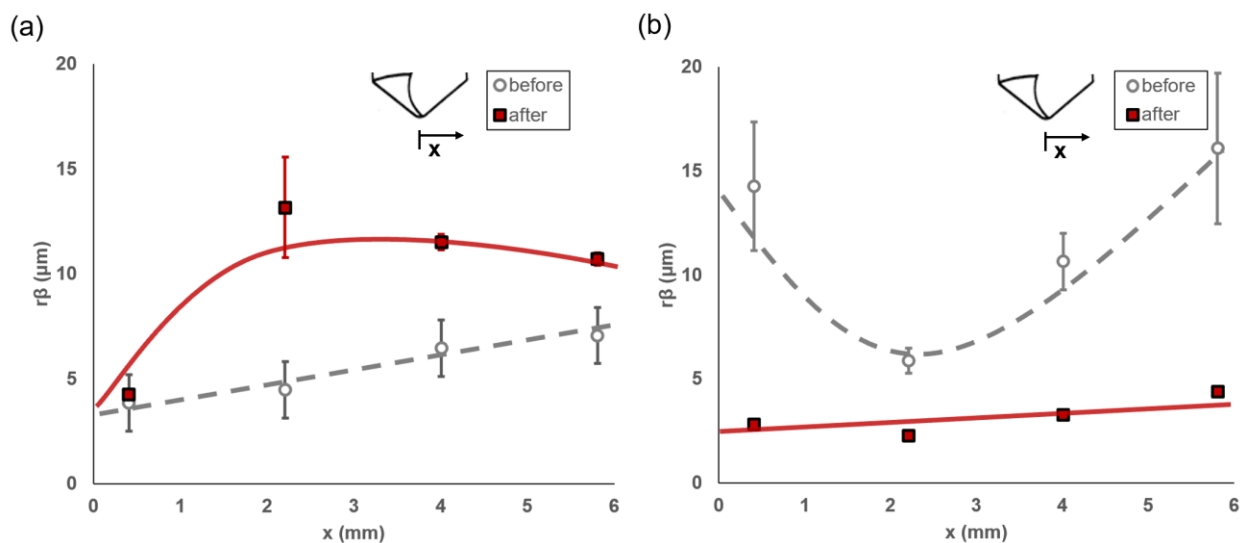 (a)
20
15
10
5
0
rβ (µm)
0 1 2 3 4 5 6
x (mm)
before
after
x
(b)
20
15
10
5
0
rβ (µm)
0 1 2 3 4 5 6
x (mm)
before
after
x